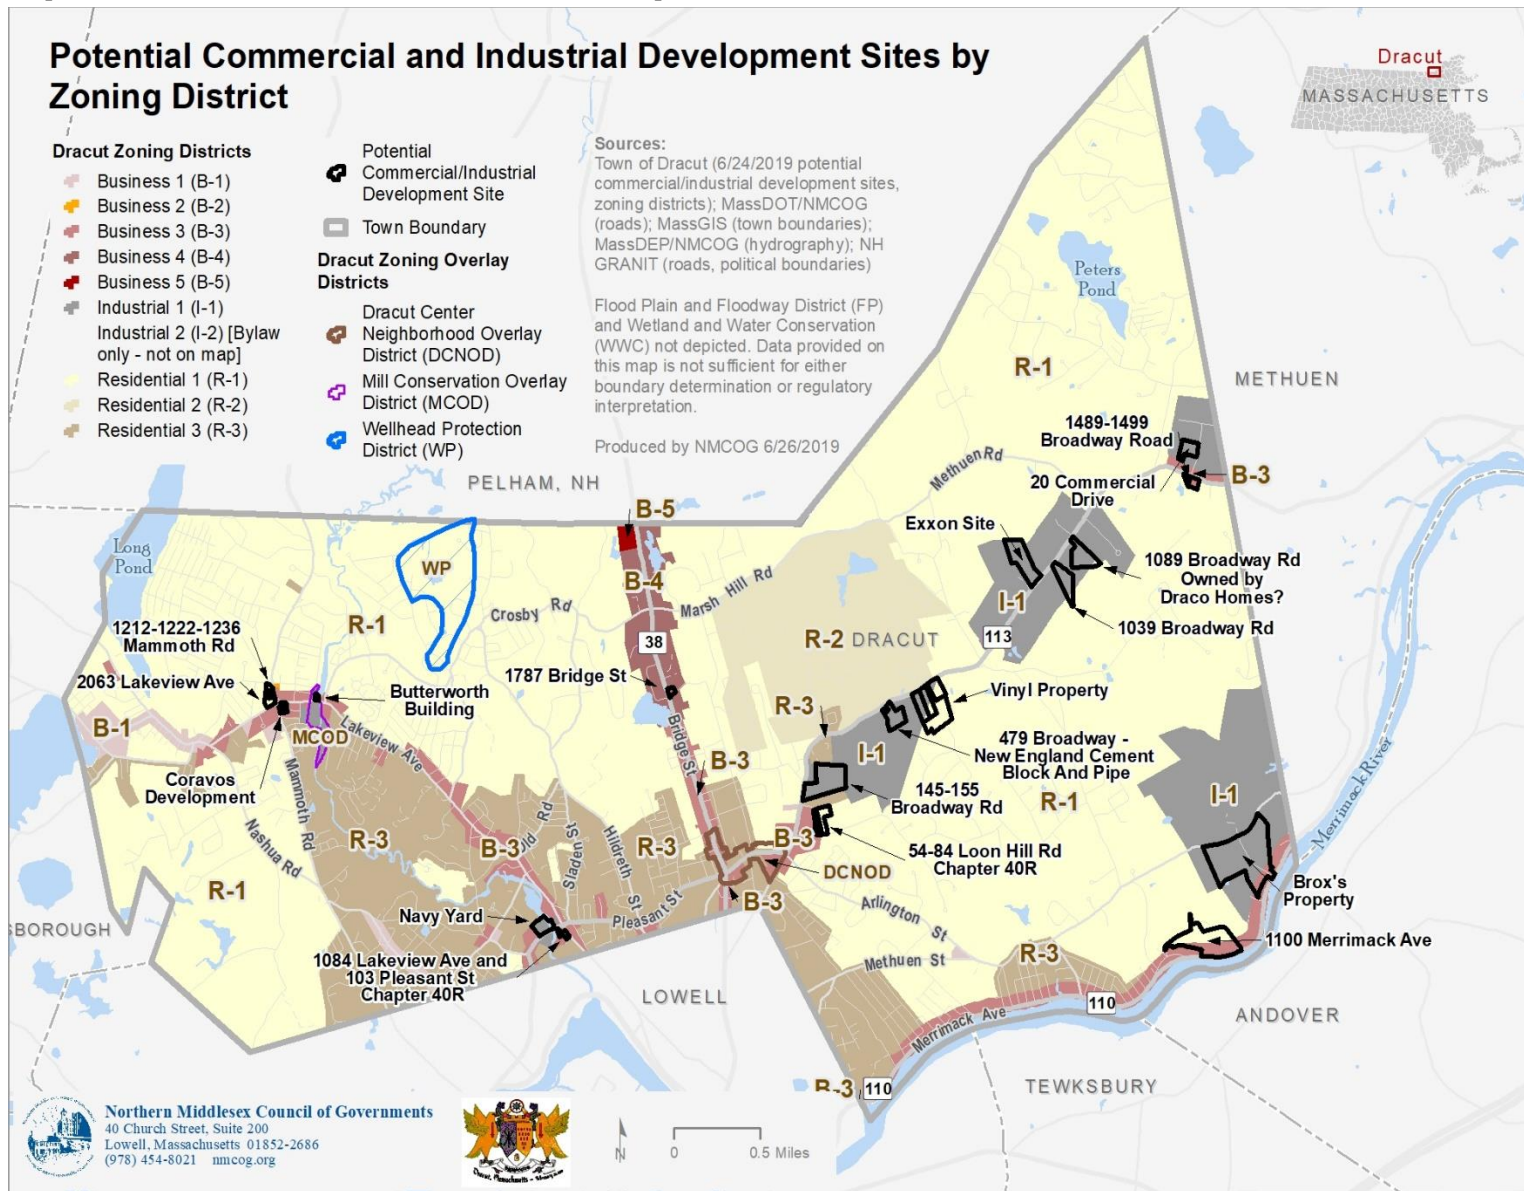 Potential Commercial and Industrial Development Sites by
Zoning District
Dracut Zoning Districts
Business 1 (B-1)
Business 2 (B-2)
Business 3 (B-3)
Business 4 (B-4)
Business 5 (B-5)
Industrial 1 (I-1)
Industrial 2 (I-2) [Bylaw
only - not on map]
Residential 1 (R-1)
Residential 2 (R-2)
Residential 3 (R-3)
Potential
Commercial/Industrial
Development Site
Town Boundary
Dracut Zoning Overlay
Districts
Dracut Center
Neighborhood Overlay
District (DCNOD)
Mill Conservation Overlay
District (MCOD)
Wellhead Protection
District (WP)
Sources:
Town of Dracut (6/24/2019 potential
commercial/industrial development sites,
zoning districts); MassDOT/NMCOG
(roads); MassGIS (town boundaries);
MassDEP/NMCOG (hydrography); NH
GRANIT (roads, political boundaries)
Flood Plain and Floodway District (FP)
and Wetland and Water Conservation
(WWC) not depicted. Data provided on
this map is not sufficient for either
boundary determination or regulatory
interpretation.
Produced by NMCOG 6/26/2019
Dracut
MASSACHUSETTS
Peters
Pond
R-1
METHUEN
1489-1499
Broadway Road
B-3
20 Commercial
Drive
Methuen Rd
Exxon Site
1089 Broadway Rd
Owned by
Draco Homes?
I-1
1039 Broadway Rd
113
PELHAM, NH
B-5
Long
Pond
WP
B-4
Marsh Hill Rd
Crosby Rd
R-1
R-2
DRACUT
38
1212-1222-1236
Mammoth Rd
2063 Lakeview Ave
Butterworth
Building
1787 Bridge St
Vinyl Property
R-3
B-1
MCOD
Lakeview Ave
Bridge St
479 Broadway -
New England Cement
Block And Pipe
I-1
B-3
Coravos
Development
Mammoth Rd
145-155
Broadway Rd
R-1
I-1
Merrimack River
Nashua Rd
R-3
B-3
Old Rd
Sladen St
Hildreth St
R-3
B-3
54-84 Loon Hill Rd
Chapter 40R
DCNOD
B-3
R-1
Brox's
Property
Arlington St
Navy Yard
Pleasant St
SBOROUGH
1084 Lakeview Ave and
103 Pleasant St
Chapter 40R
Methuen St
R-3
1100 Merrimack Ave
LOWELL
110
Merrimack Ave
ANDOVER
TEWKSBURY
B-3
110
Northern Middlesex Council of Governments
40 Church Street, Suite 200
Lowell, Massachusetts 01852-2686
(978) 454-8021 nmcog.org
N
0 0.5 Miles